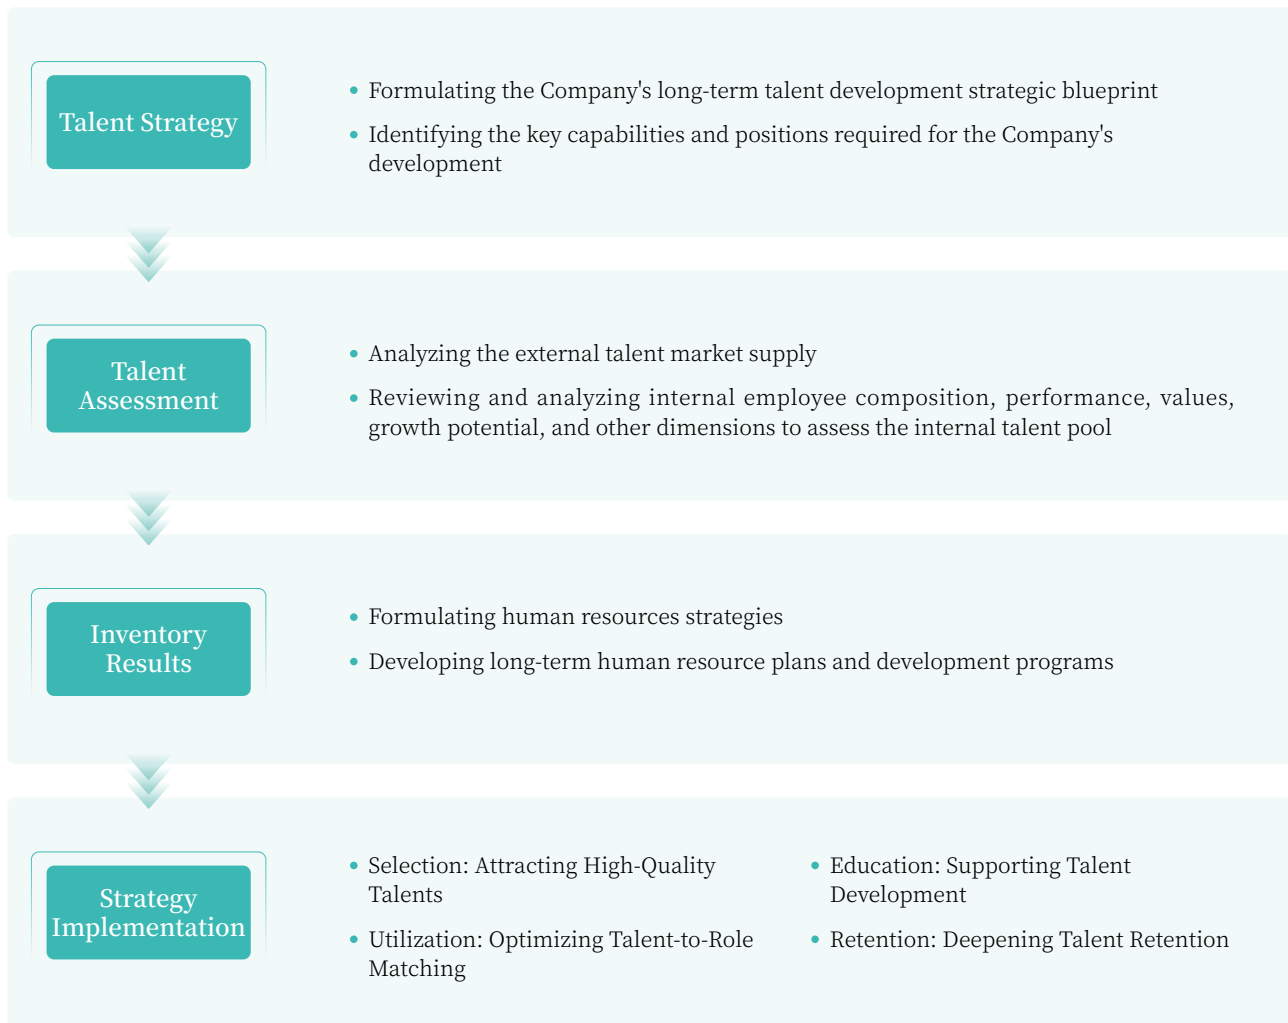 Talent Strategy
• Formulating the Company's long-term talent development strategic blueprint
• Identifying the key capabilities and positions required for the Company's
development
Talent
Assessment
• Analyzing the external talent market supply
• Reviewing and analyzing internal employee composition, performance, values,
growth potential, and other dimensions to assess the internal talent pool
Inventory
Results
• Formulating human resources strategies
• Developing long-term human resource plans and development programs
Strategy
Implementation
• Selection: Attracting High-Quality
Talents
• Utilization: Optimizing Talent-to-Role
Matching
• Education: Supporting Talent
Development
• Retention: Deepening Talent Retention